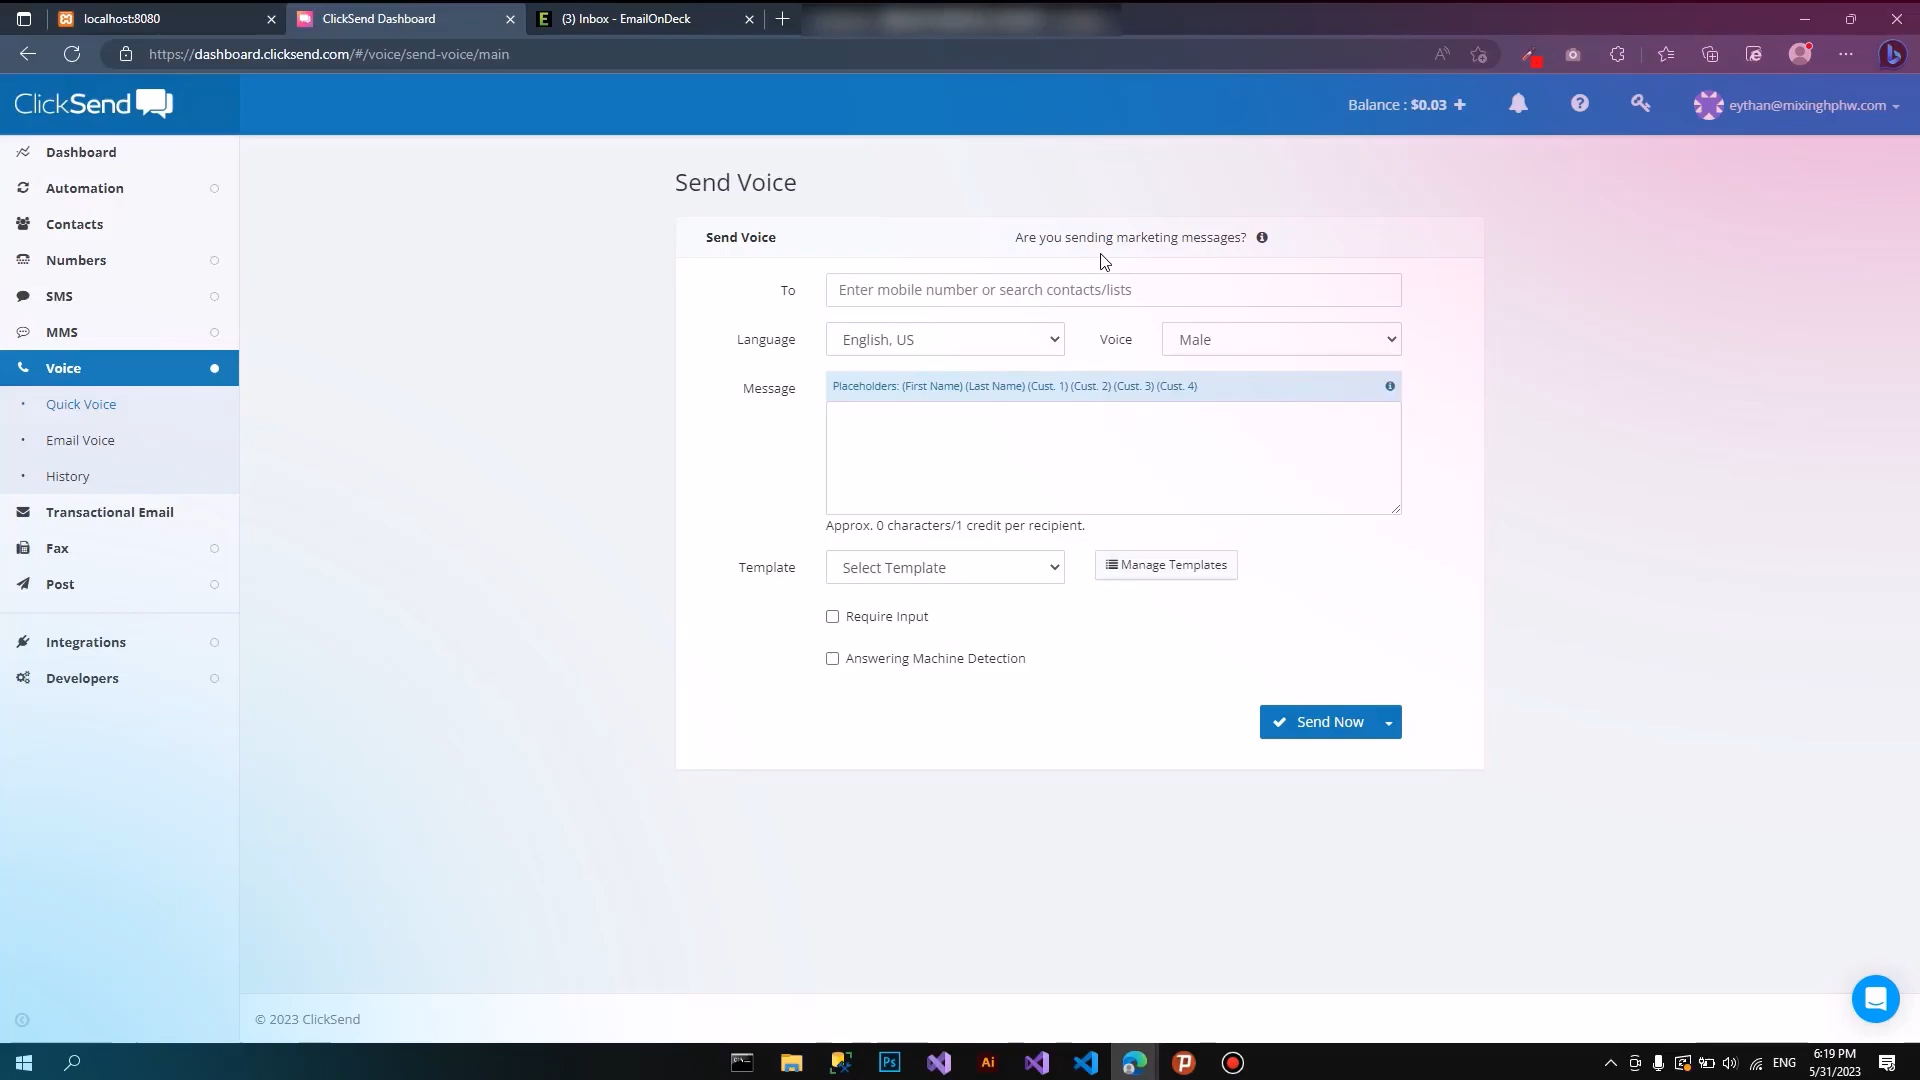 localhost:8080
ClickSend Dashboard
E
(3) Inbox - EmailOnDeck
https://dashboard.clicksend.com/#/voice/send-voice/main
ClickSend
Balance : $0.03
eythan@mixinghphw.com
Dashboard
Automation
Contacts
Numbers
SMS
MMS
Voice
Quick Voice
Email Voice
History
Transactional Email
Fax
Post
Integrations
Developers
Send Voice
Send Voice
Are you sending marketing messages?
To
Enter mobile number or search contacts/lists
Language
English, US
Voice
Male
Message
Placeholders: (First Name) (Last Name) (Cust. 1) (Cust. 2) (Cust. 3) (Cust. 4)
Approx. 0 characters/1 credit per recipient.
Template
Select Template
Manage Templates
Require Input
Answering Machine Detection
Send Now
© 2023 ClickSend
Ps
Ai
ENG
6:19 PM
5/31/2023